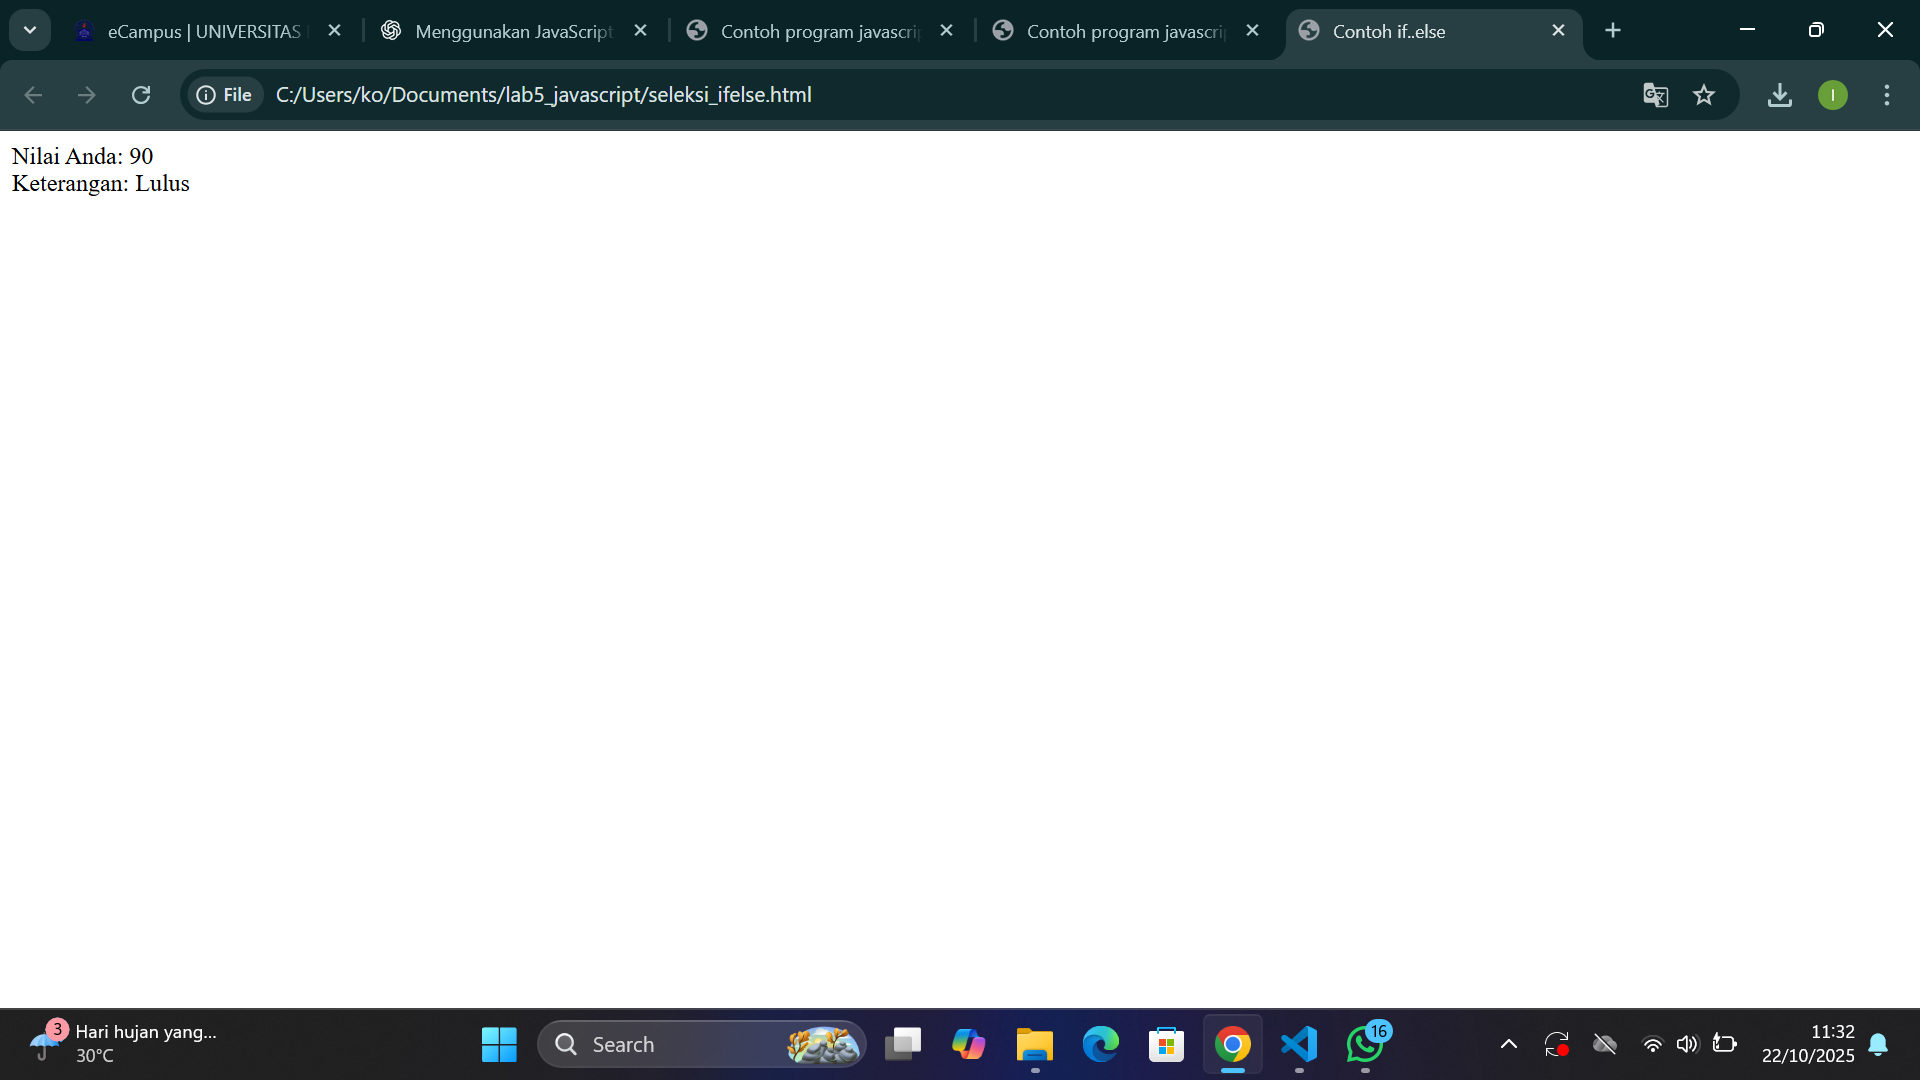 eCampus | UNIVERSITAS
Menggunakan JavaScript
Contoh program javascri
Contoh program javascri
Contoh if..else
File
C:/Users/ko/Documents/lab5_javascript/seleksi_ifelse.html
I
Nilai Anda: 90
Keterangan: Lulus
3
Hari hujan yang...
30°C
Search
16
11:32
22/10/2025